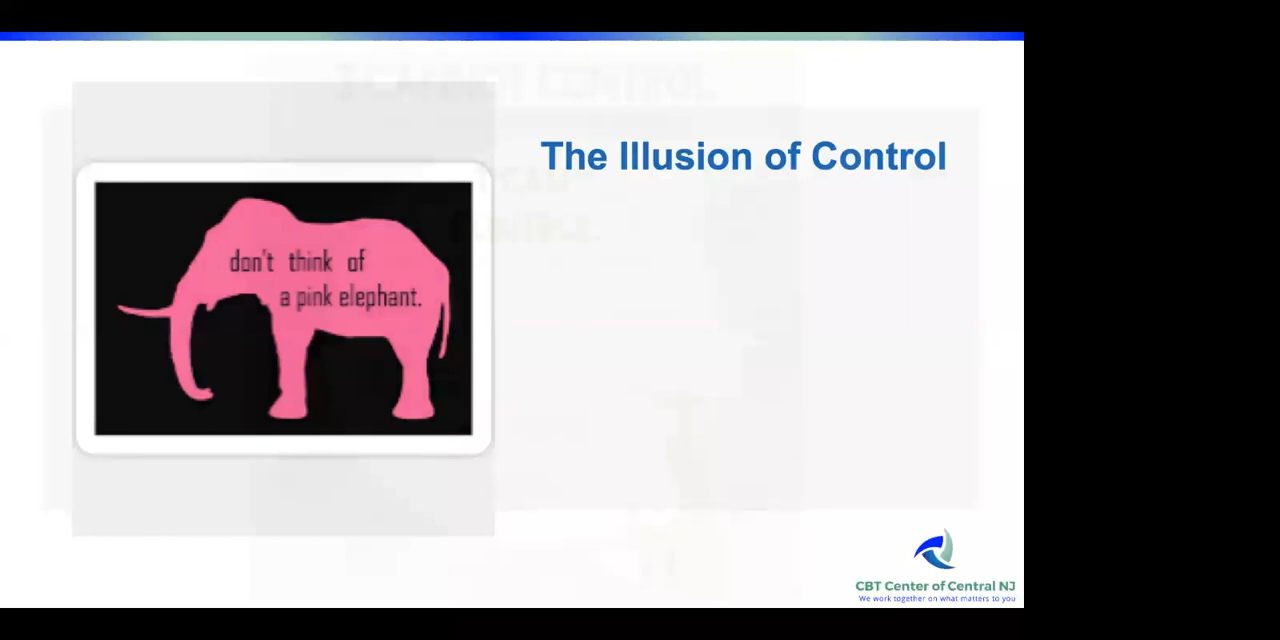 The Illusion of Control
don't think of
a pink elephant.
CBT Center of Central NJ
We work together on what matters to you